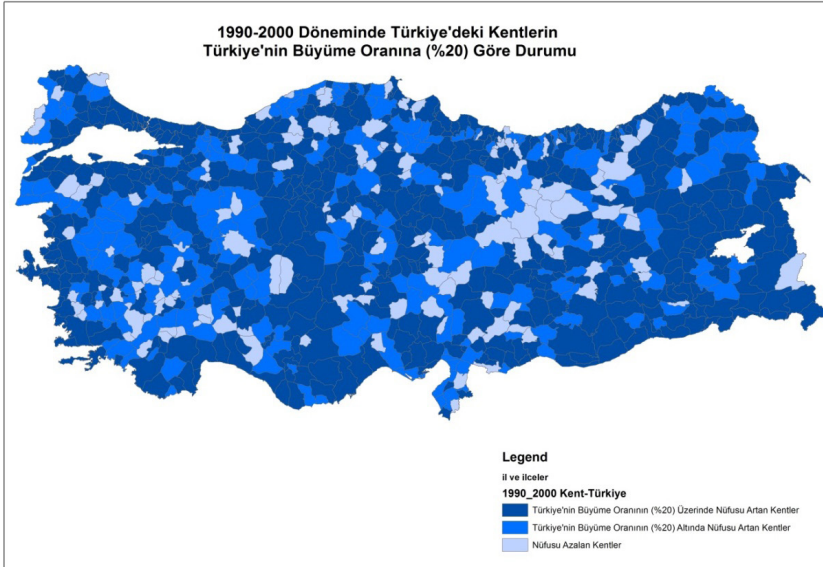 1990-2000 Döneminde Türkiye'deki Kentlerin
Türkiye'nin Büyüme Oranına (%20) Göre Durumu
Legend
il ve ilceler
1990_2000 Kent-Türkiye
Türkiye'nin Büyüme Oranının (%20) Üzerinde Nüfusu Artan Kentler
Türkiye'nin Büyüme Oranının (%20) Altında Nüfusu Artan Kentler
Nüfusu Azalan Kentler